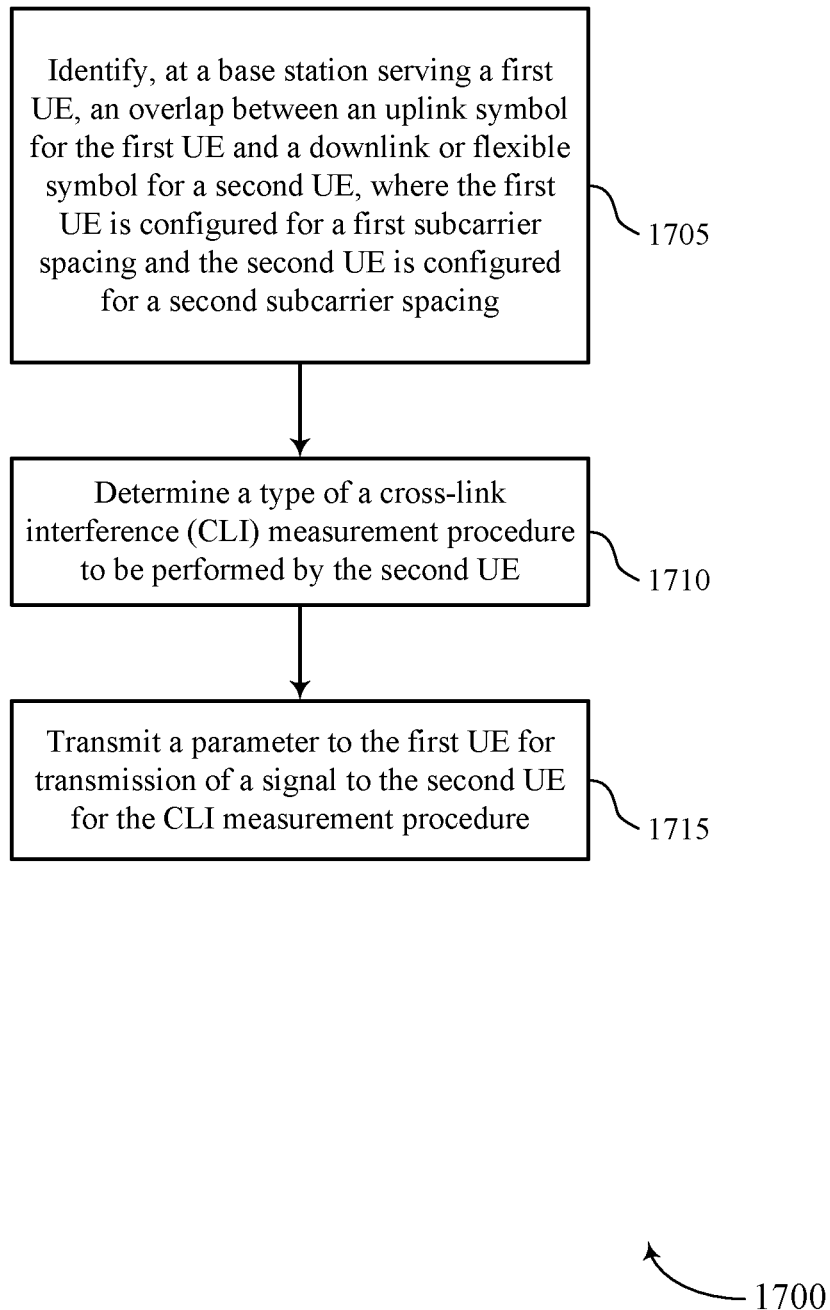 Identify, at a base station serving a first
UE, an overlap between an uplink symbol
for the first UE and a downlink or flexible
symbol for a second UE, where the first
UE is configured for a first subcarrier
spacing and the second UE is configured
for a second subcarrier spacing
1705
Determine a type of a cross-link
interference (CLI) measurement procedure
to be performed by the second UE
1710
Transmit a parameter to the first UE for
transmission of a signal to the second UE
for the CLI measurement procedure
1715
1700